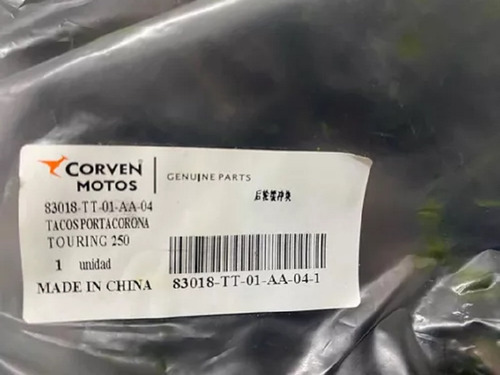 CORVEN
MOTOS
GENUINE PARTS
83018-TT-01-AA-04
后轮缓冲块
TACOS PORTACORONA
TOURING 250
1 unidad
MADE IN CHINA
83018-TT-01-AA-04-1